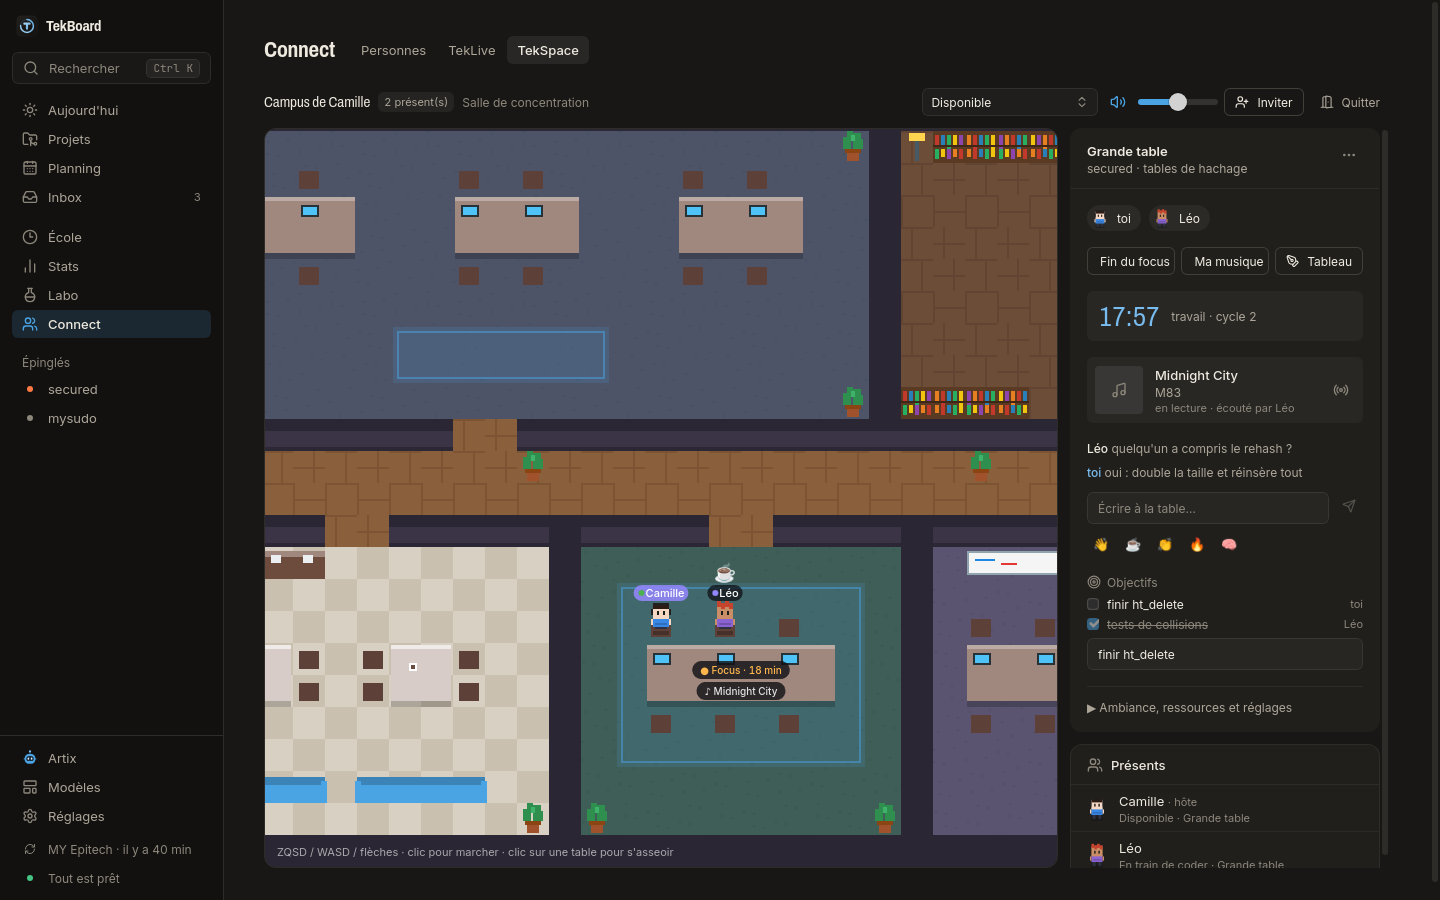 TekBoard
Rechercher Ctrl K
Aujourd'hui
Projets
Planning
Inbox 3
École
Stats
Labo
Connect
Épinglés
secured
mysudo
Artix
Modèles
Réglages
MY Epitech · il y a 40 min
Tout est prêt
Connect Personnes TekLive TekSpace
Campus de Camille 2 présent(s) Salle de concentration
Disponible Inviter Quitter
Camille Léo
Focus · 18 min
♪ Midnight City
ZQSD / WASD / flèches · clic pour marcher · clic sur une table pour s'asseoir
Grande table
secured · tables de hachage
toi Léo
Fin du focus Ma musique Tableau
17:57 travail · cycle 2
Midnight City
M83
en lecture · écouté par Léo
Léo quelqu'un a compris le rehash ?
toi oui : double la taille et réinsère tout
Écrire à la table...
Objectifs
finir ht_delete toi
tests de collisions Léo
finir ht_delete
▶ Ambiance, ressources et réglages
Présents
Camille · hôte
Disponible · Grande table
Léo
En train de coder · Grande table